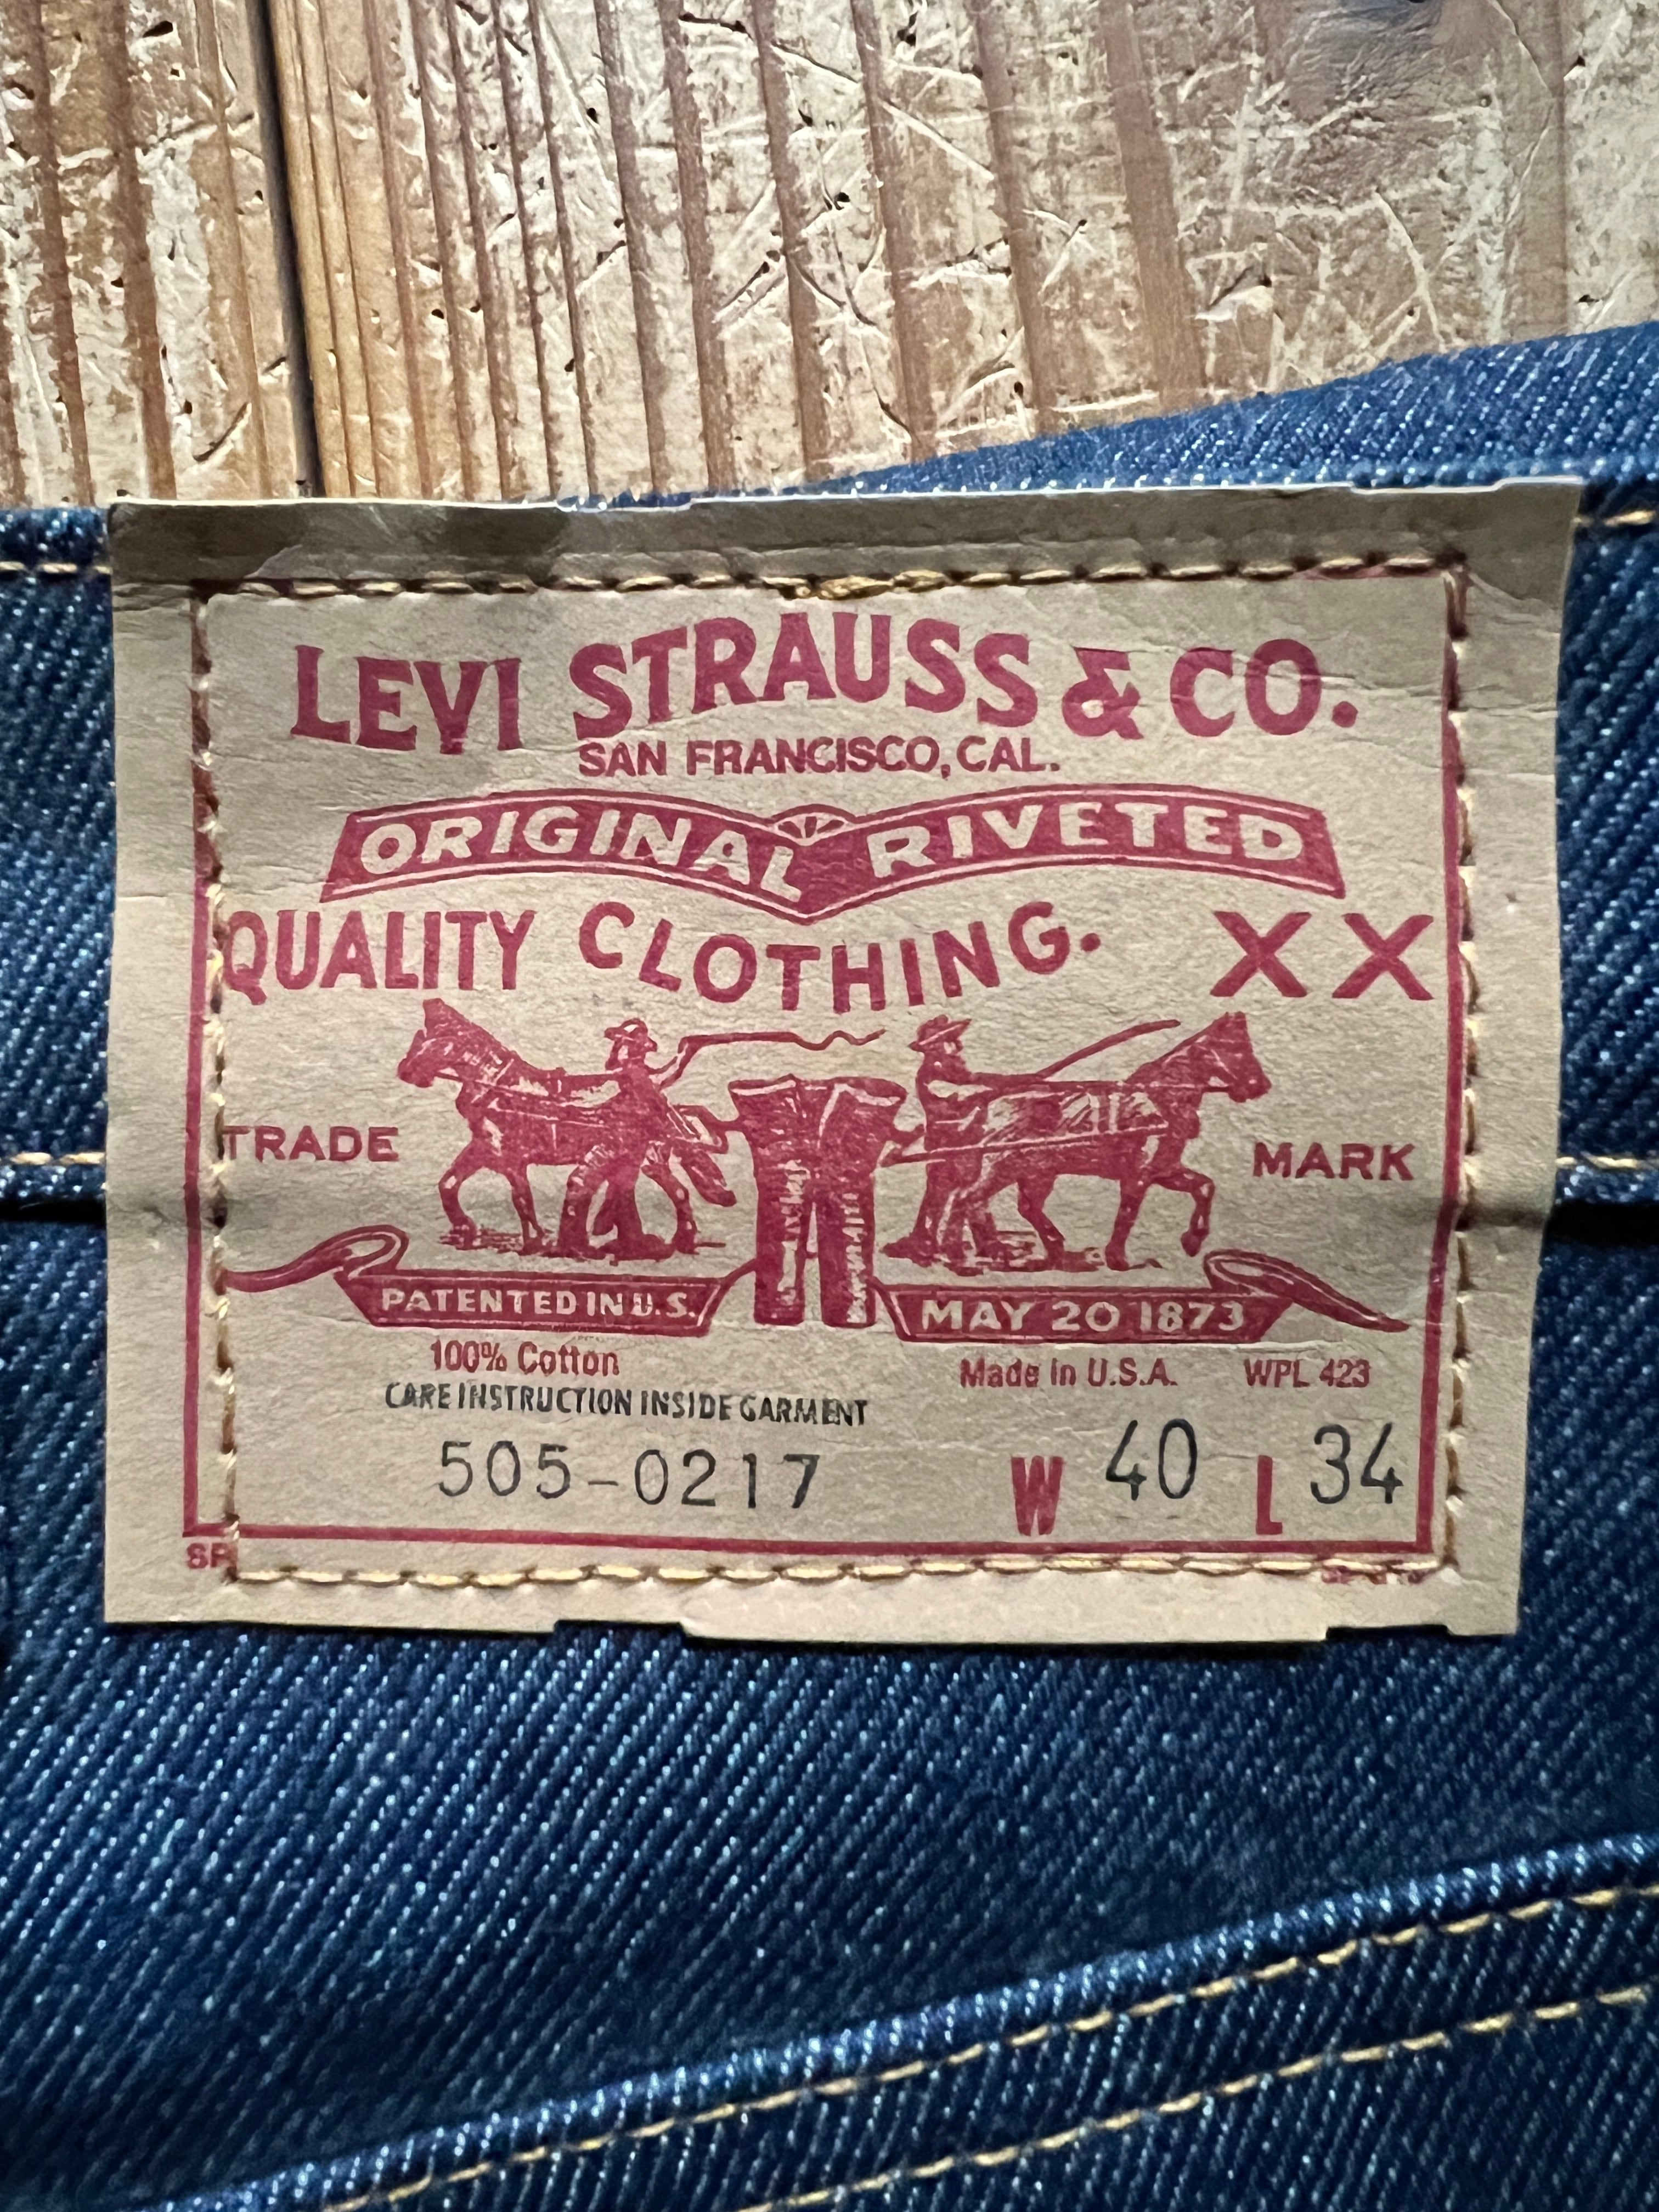 LEVI STRAUSS & CO.
SAN FRANCISCO, CAL.
ORIGINAL RIVETED
QUALITY CLOTHING. XX
TRADE MARK
PATENTED IN U.S. MAY 20 1873
100% Cotton Made in U.S.A. WPL 423
CARE INSTRUCTION INSIDE GARMENT
505-0217 W 40 L 34